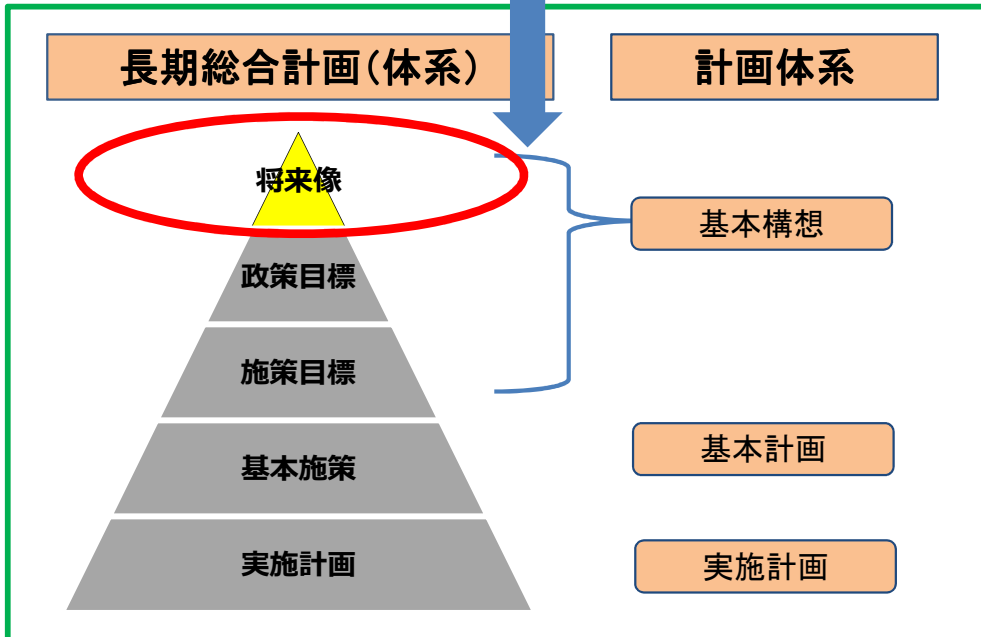 長期総合計画(体系)
計画体系
将来像
政策目標
施策目標
基本施策
実施計画
基本構想
基本計画
実施計画